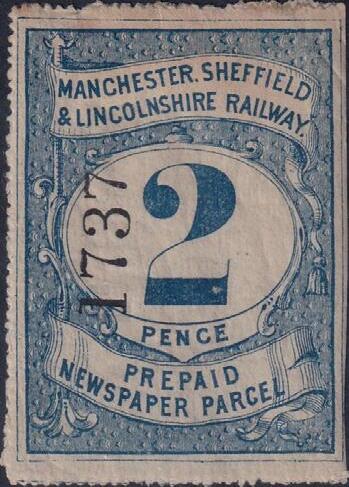 MANCHESTER. SHEFFIELD
& LINCOLNSHIRE RAILWAY.
1737
2
PENCE
PREPAID
NEWSPAPER PARCEL